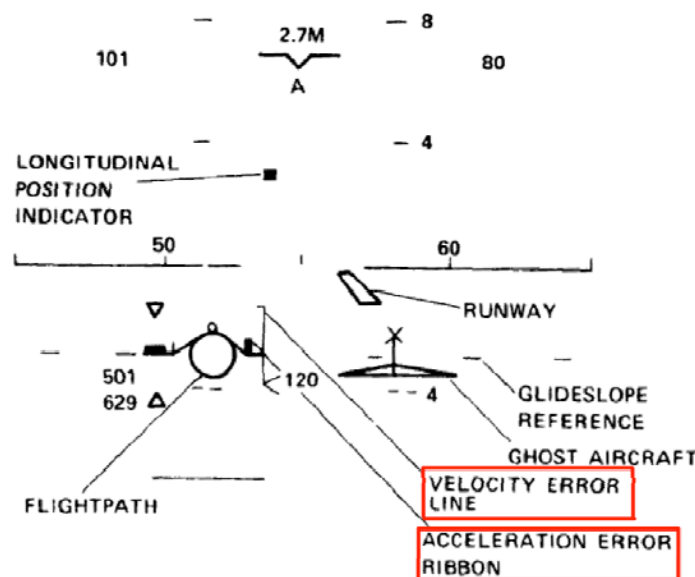 8
2.7M
101
80
A
4
LONGITUDINAL
POSITION
INDICATOR
50
60
RUNWAY
501
120
629
4
GLIDESLOPE
REFERENCE
GHOST AIRCRAFT
FLIGHTPATH
VELOCITY ERROR
LINE
ACCELERATION ERROR
RIBBON